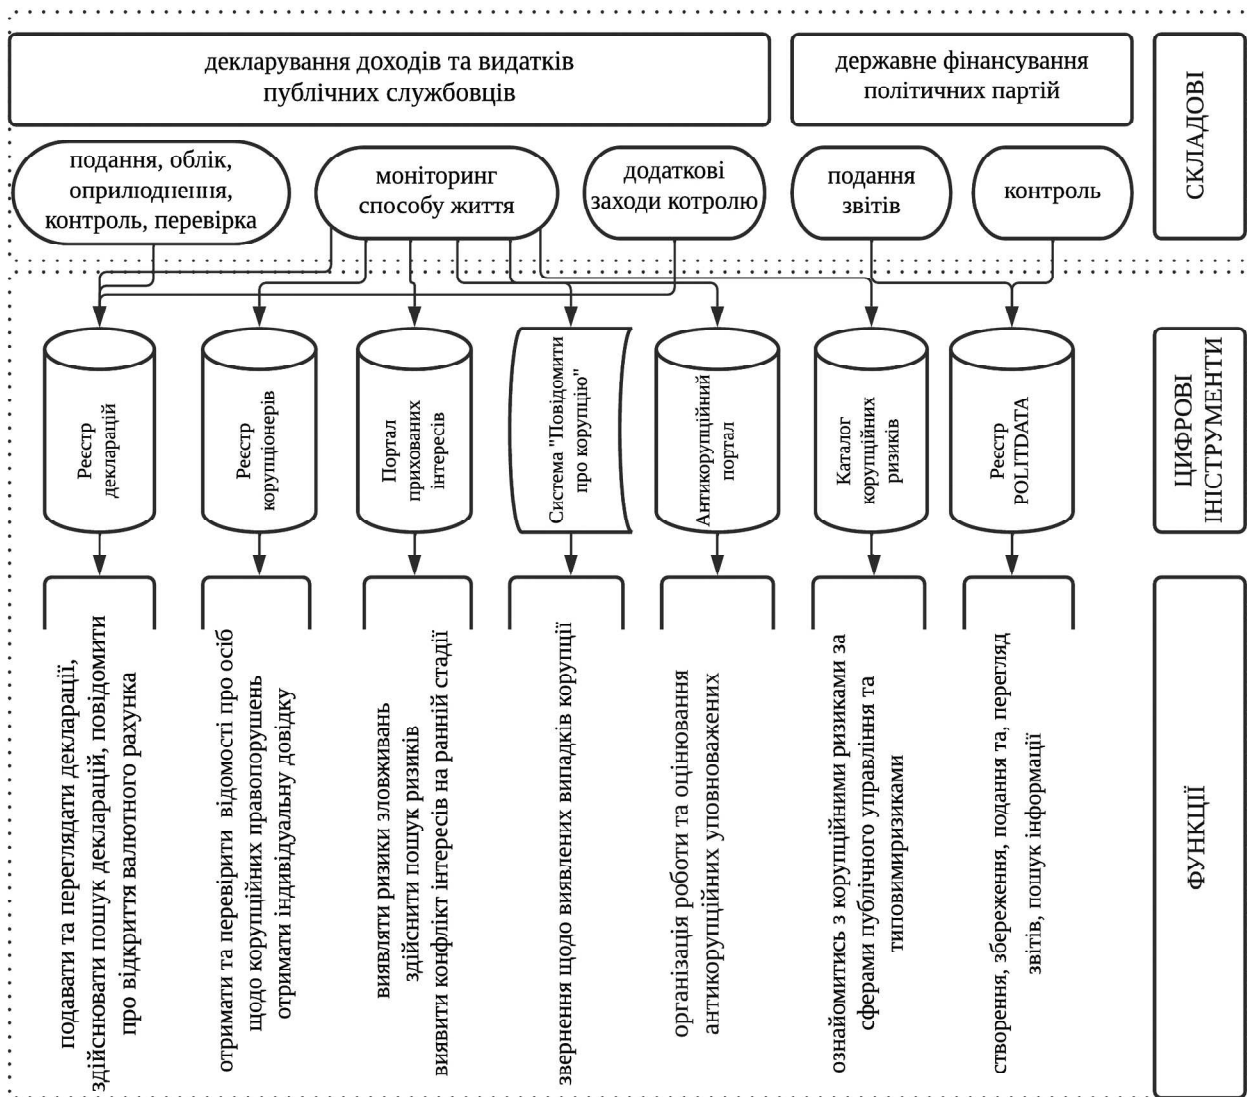 декларування доходів та видатків
публічних службовців
державне фінансування
політичних партій
СКЛАДОВІ
подання, облік,
оприлюднення,
контроль, перевірка
моніторинг
способу життя
додаткові
заходи котролю
подання
звітів
контроль
Реєстр
декларацій
Реєстр
корупціонерів
Портал
прихованих
інтересів
Система "Повідомити
про корупцію"
Антикорупційний
портал
Каталог
корупційних
ризиків
Реєстр
POLITDATA
ЦИФРОВІ
ІНІСТРУМЕНТИ
подавати та переглядати декларації,
здійснювати пошук декларацій, повідомити
про відкриття валютного рахунка
отримати та перевірити відомості про осіб
щодо корупційних правопорушень
отримати індивідуальну довідку
виявляти ризики зловживань
здійснити пошук ризиків
виявити конфлікт інтересів на ранній стадії
звернення щодо виявлених випадків корупції
організація роботи та оцінювання
антикорупційних уповноважених
ознайомитись з корупційними ризиками за
сферами публічного управління та
типовимиризиками
створення, збереження, подання та, перегляд
звітів, пошук інформації
ФУНКЦІЇ